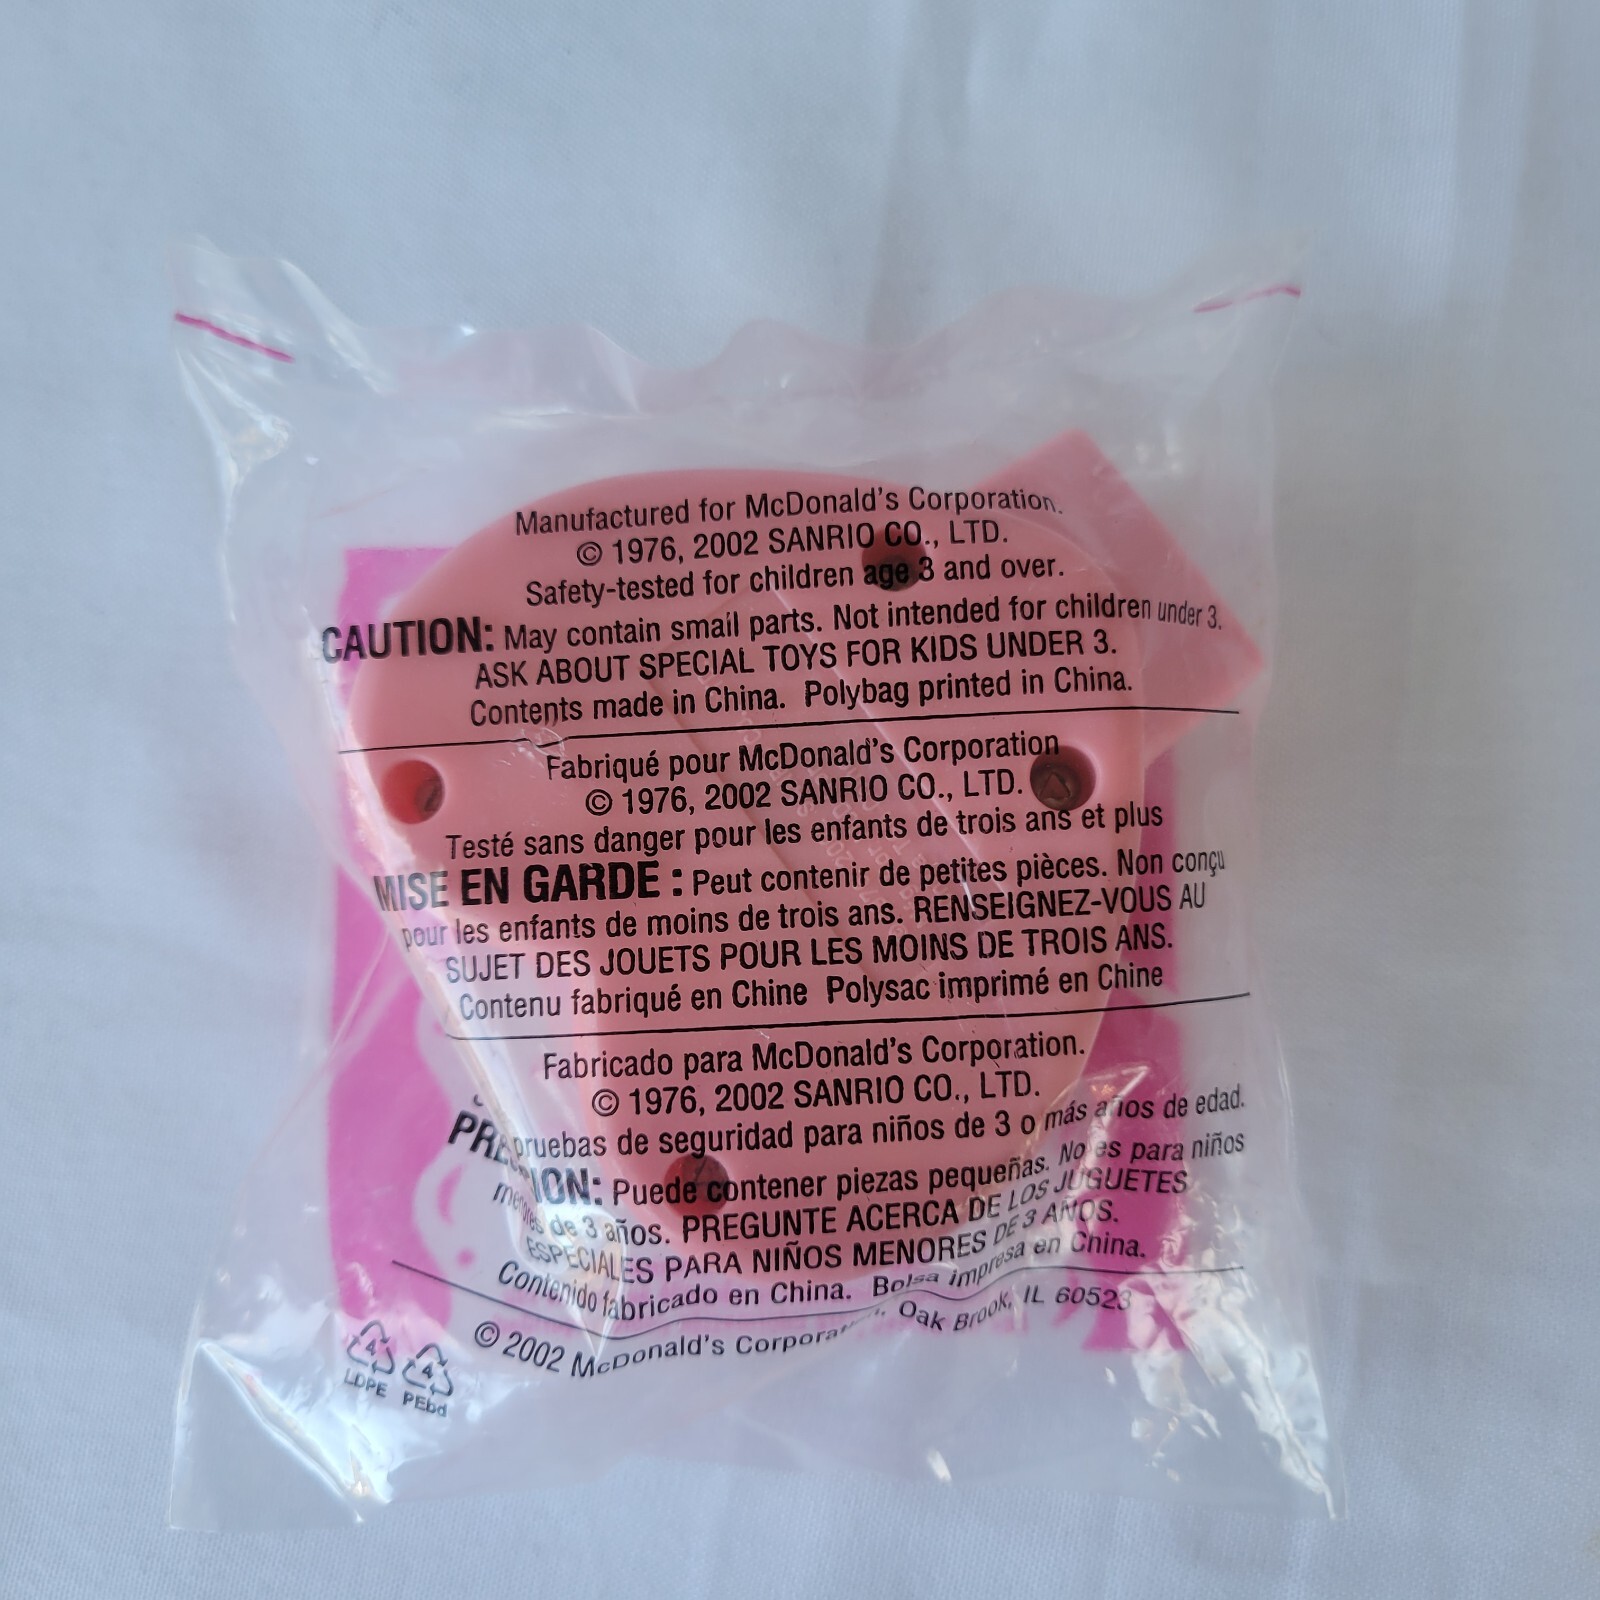 Manufactured for McDonald's Corporation.
© 1976, 2002 SANRIO CO., LTD.
Safety-tested for children age 3 and over.
CAUTION: May contain small parts. Not intended for children under 3.
ASK ABOUT SPECIAL TOYS FOR KIDS UNDER 3.
Contents made in China. Polybag printed in China.
Fabriqué pour McDonald's Corporation
© 1976, 2002 SANRIO CO., LTD.
Testé sans danger pour les enfants de trois ans et plus
MISE EN GARDE : Peut contenir de petites pièces. Non conçu
pour les enfants de moins de trois ans. RENSEIGNEZ-VOUS AU
SUJET DES JOUETS POUR LES MOINS DE TROIS ANS.
Contenu fabriqué en Chine Polysac imprimé en Chine
Fabricado para McDonald's Corporation.
© 1976, 2002 SANRIO CO., LTD.
pruebas de seguridad para niños de 3 o más años de edad.
Puede contener piezas pequeñas. No es para niños
menores de 3 años. PREGUNTE ACERCA DE LOS JUGUETES
ESPECIALES PARA NIÑOS MENORES DE 3 AÑOS.
Contenido fabricado en China. Bolsa impresa en China.
© 2002 McDonald's Oak Brook, IL 60523
4 4
LDPE PEbd